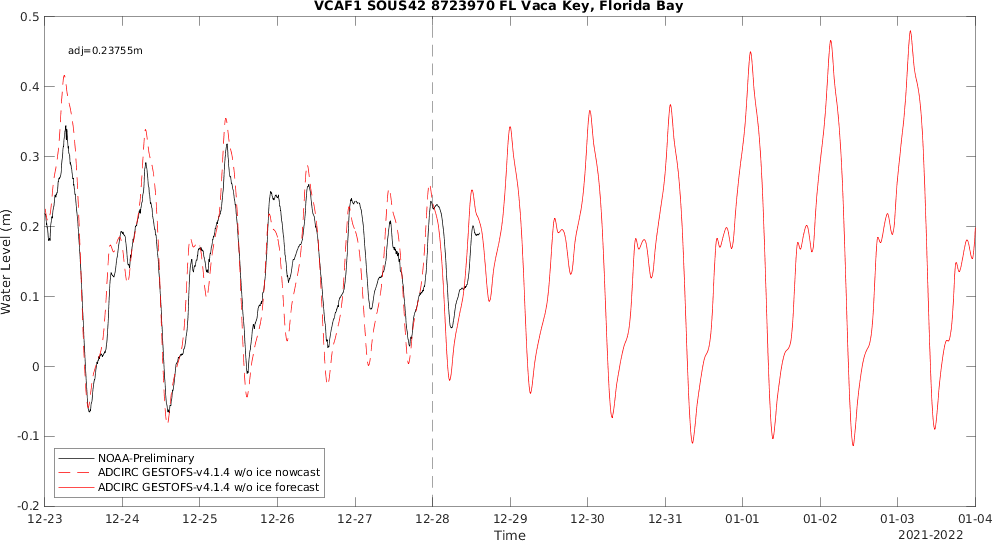 VCAF1 SOUS42 8723970 FL Vaca Key, Florida Bay
adj=0.23755m
Water Level (m)
0.5
0.4
0.3
0.2
0.1
0
-0.1
-0.2
NOAA-Preliminary
ADCIRC GESTOFS-v4.1.4 w/o ice nowcast
ADCIRC GESTOFS-v4.1.4 w/o ice forecast
12-23 12-24 12-25 12-26 12-27 12-28 12-29 12-30 12-31 01-01 01-02 01-03 01-04
Time
2021-2022